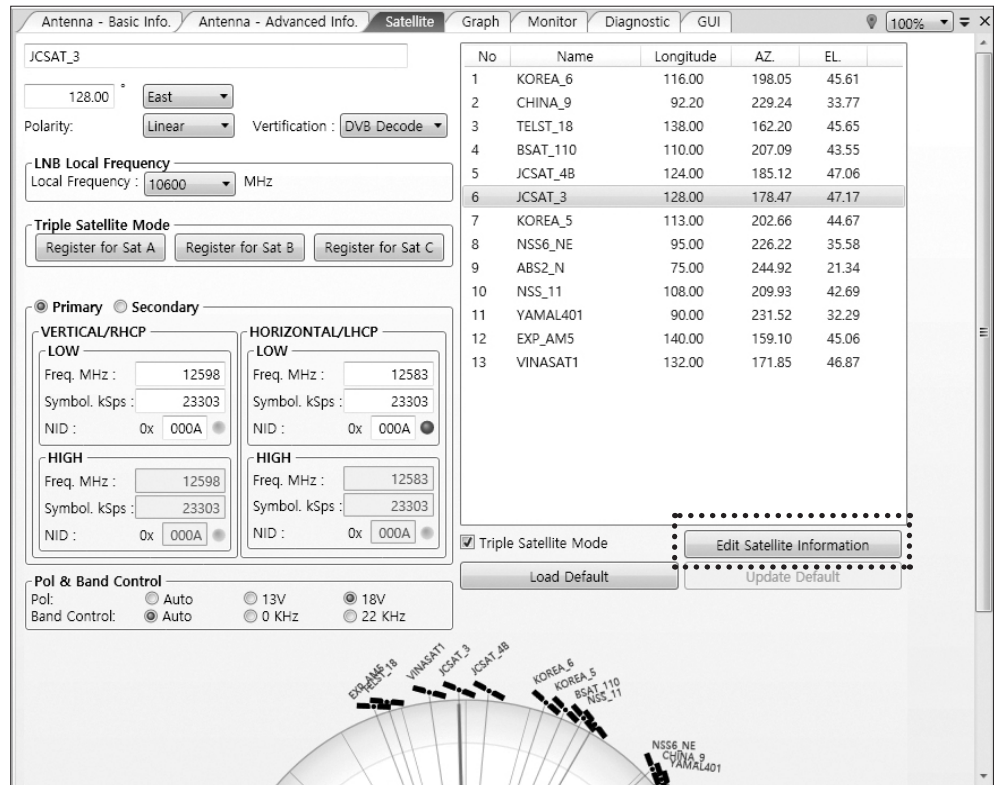 Antenna - Basic Info. Antenna - Advanced Info. Satellite Graph Monitor Diagnostic GUI 100%
JCSAT_3
128.00 ° East
Polarity: Linear Vertification : DVB Decode
LNB Local Frequency
Local Frequency : 10600 MHz
Triple Satellite Mode
Register for Sat A Register for Sat B Register for Sat C
Primary Secondary
VERTICAL/RHCP
LOW
Freq. MHz : 12598
Symbol. kSps : 23303
NID : 0x 000A
HIGH
Freq. MHz : 12598
Symbol. kSps : 23303
NID : 0x 000A
HORIZONTAL/LHCP
LOW
Freq. MHz : 12583
Symbol. kSps : 23303
NID : 0x 000A
HIGH
Freq. MHz : 12583
Symbol. kSps : 23303
NID : 0x 000A
Pol & Band Control
Pol: Auto 13V 18V
Band Control: Auto 0 KHz 22 KHz
No Name Longitude AZ. EL.
1 KOREA_6 116.00 198.05 45.61
2 CHINA_9 92.20 229.24 33.77
3 TELST_18 138.00 162.20 45.65
4 BSAT_110 110.00 207.09 43.55
5 JCSAT_4B 124.00 185.12 47.06
6 JCSAT_3 128.00 178.47 47.17
7 KOREA_5 113.00 202.66 44.67
8 NSS6_NE 95.00 226.22 35.58
9 ABS2_N 75.00 244.92 21.34
10 NSS_11 108.00 209.93 42.69
11 YAMAL401 90.00 231.52 32.29
12 EXP_AM5 140.00 159.10 45.06
13 VINASAT1 132.00 171.85 46.87
Triple Satellite Mode Edit Satellite Information
Load Default Update Default
EXP_AM5
TELST_18
VINASAT1
JCSAT_3
JCSAT_4B
KOREA_6
KOREA_5
BSAT_110
NSS_11
NSS6_NE
CHINA_9
YAMAL401